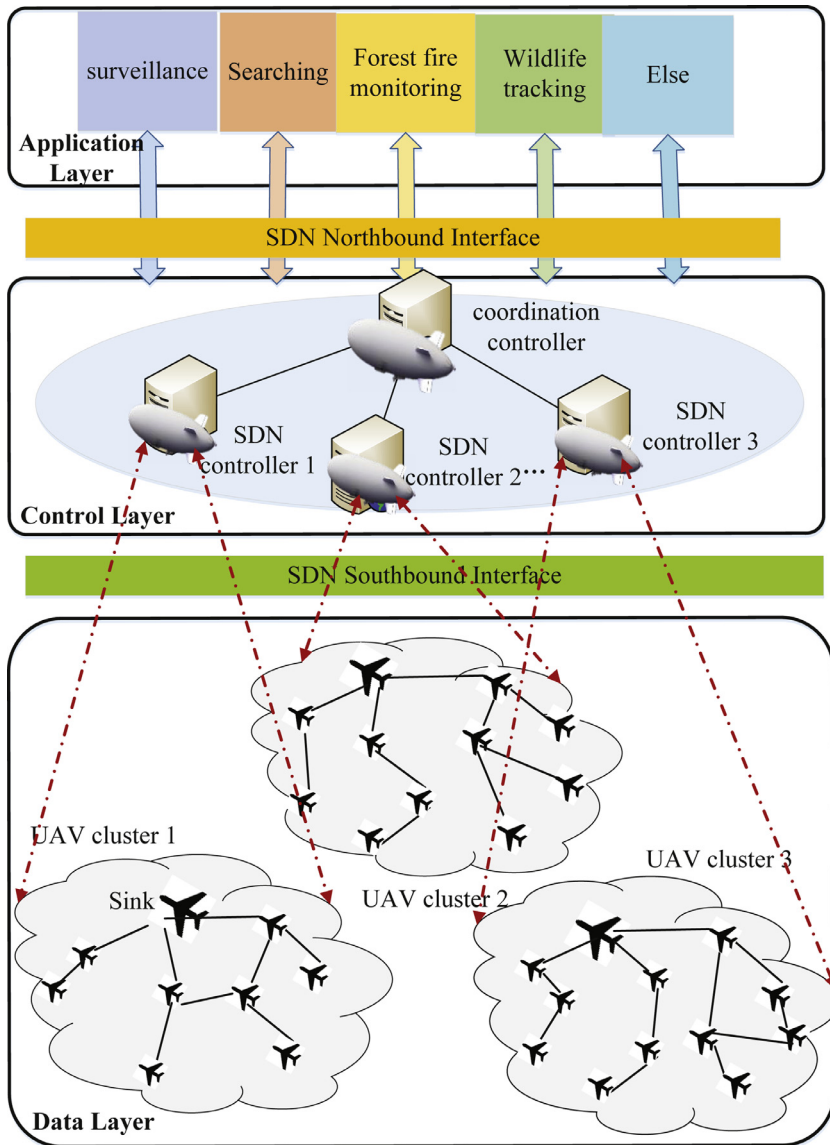 surveillance
Searching
Forest fire
monitoring
Wildlife
tracking
Else
Application
Layer
SDN Northbound Interface
coordination
controller
SDN
controller 1
SDN
controller 2
...
SDN
controller 3
Control Layer
SDN Southbound Interface
UAV cluster 1
Sink
UAV cluster 2
UAV cluster 3
Data Layer